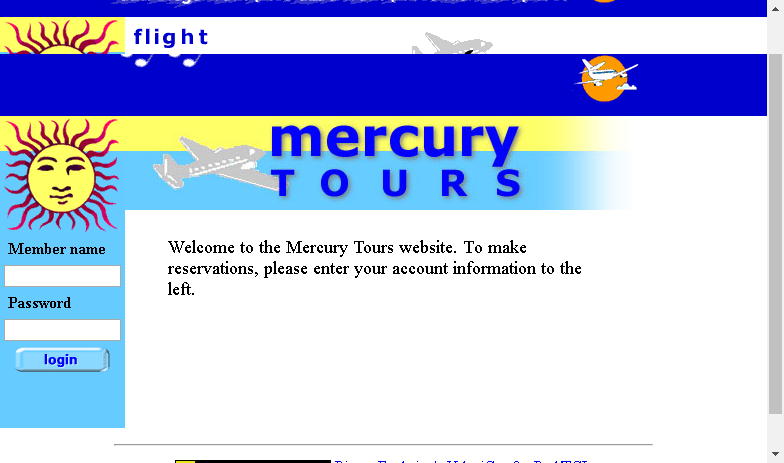 flight
mercury
TOURS
Member name
Password
login
Welcome to the Mercury Tours website. To make
reservations, please enter your account information to the
left.